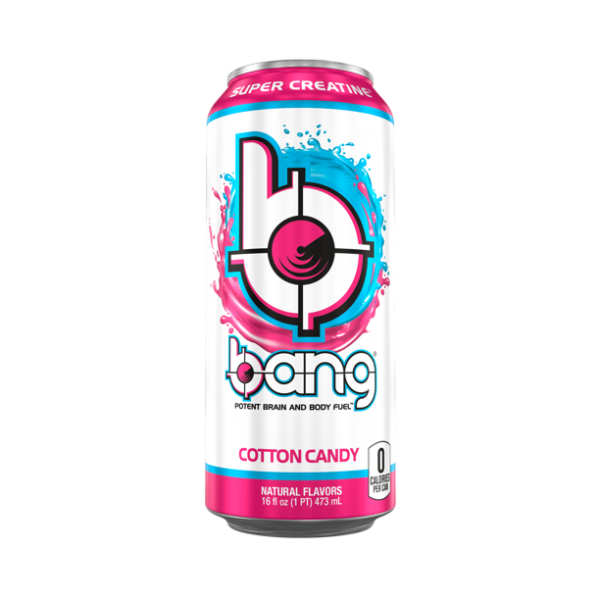 SUPER CREATINE
b
bang®
POTENT BRAIN AND BODY FUEL™
COTTON CANDY
0
CALORIES
PER CAN
NATURAL FLAVORS
16 fl oz (1 PT) 473 mL